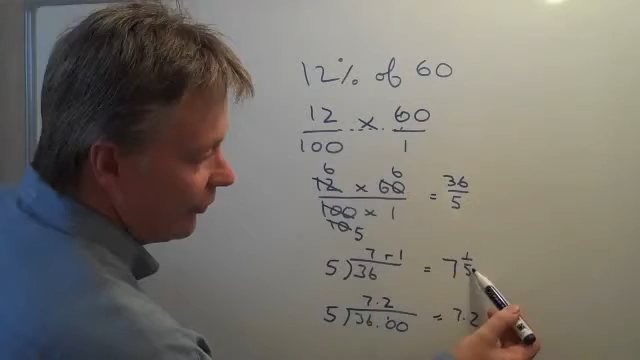 12% of 60
12/100 × 60/1
6 6
12 × 60 / 100 × 1 = 36/5
10 5
7 r 1
5)36 = 7 1/5
7.2
5)36.00 = 7.2